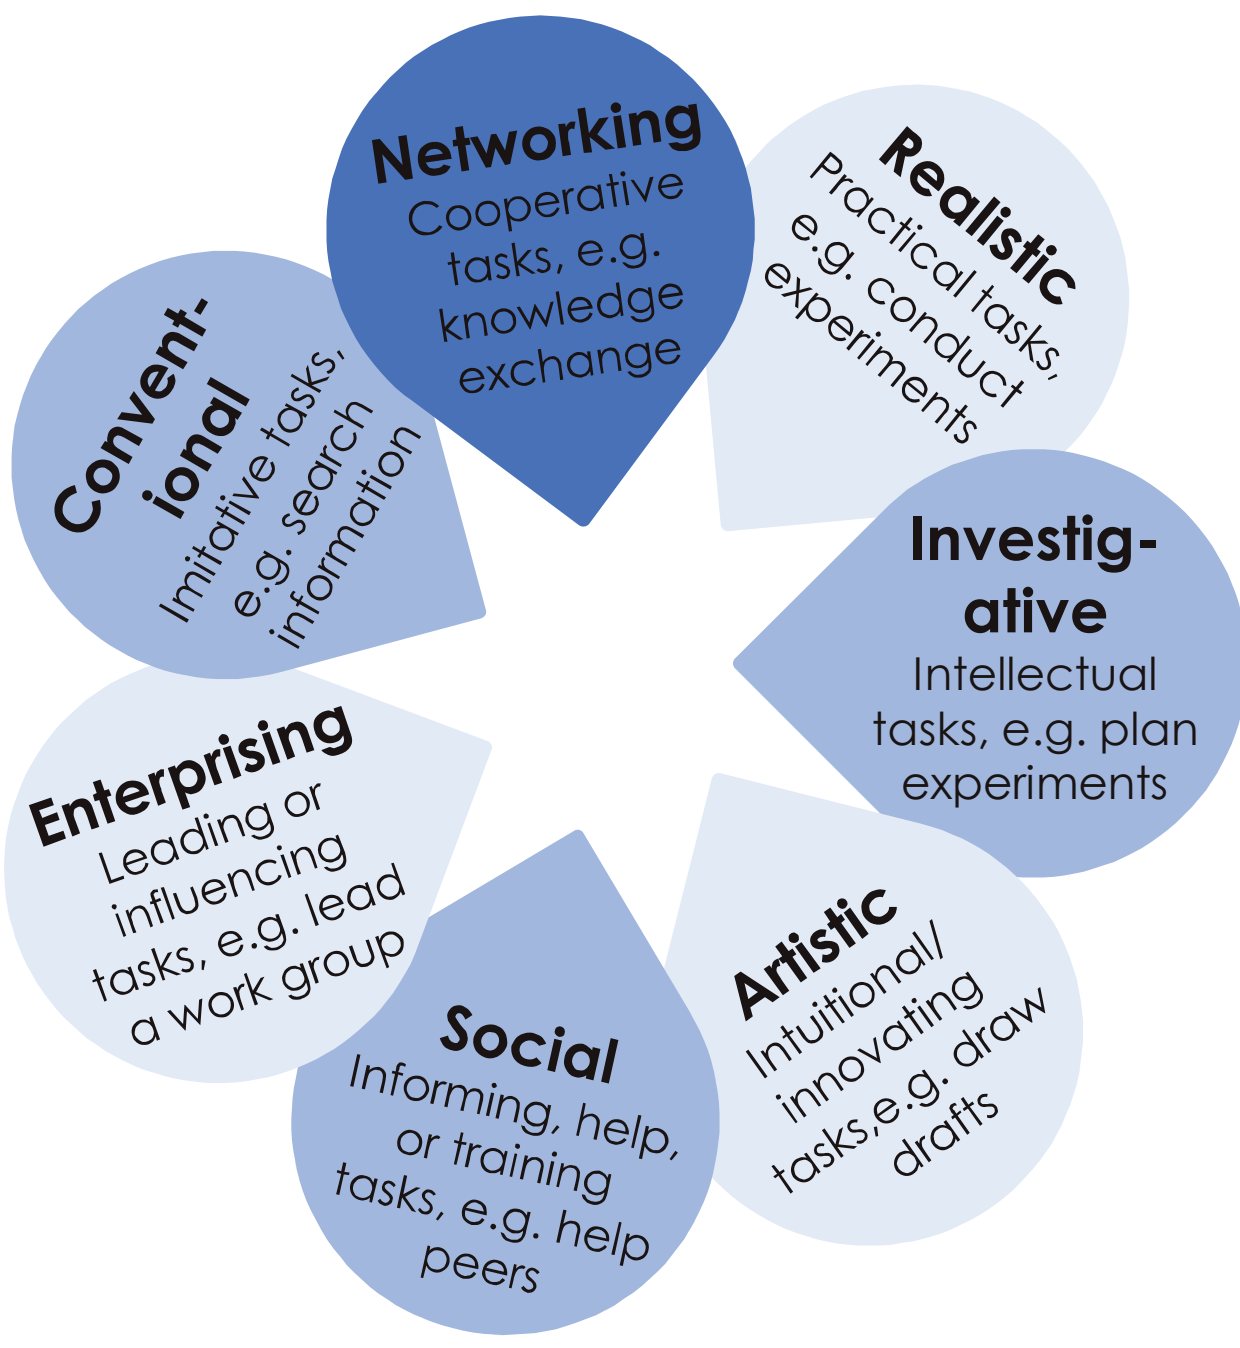 Networking
Cooperative
tasks, e.g.
knowledge
exchange
Realistic
Practical tasks,
e.g. conduct
experiments
Investig-
ative
Intellectual
tasks, e.g. plan
experiments
Artistic
Intuitional/
innovating
tasks,e.g. draw
drafts
Social
Informing, help,
or training
tasks, e.g. help
peers
Enterprising
Leading or
influencing
tasks, e.g. lead
a work group
Convent-
ional
Imitative tasks,
e.g. search
information